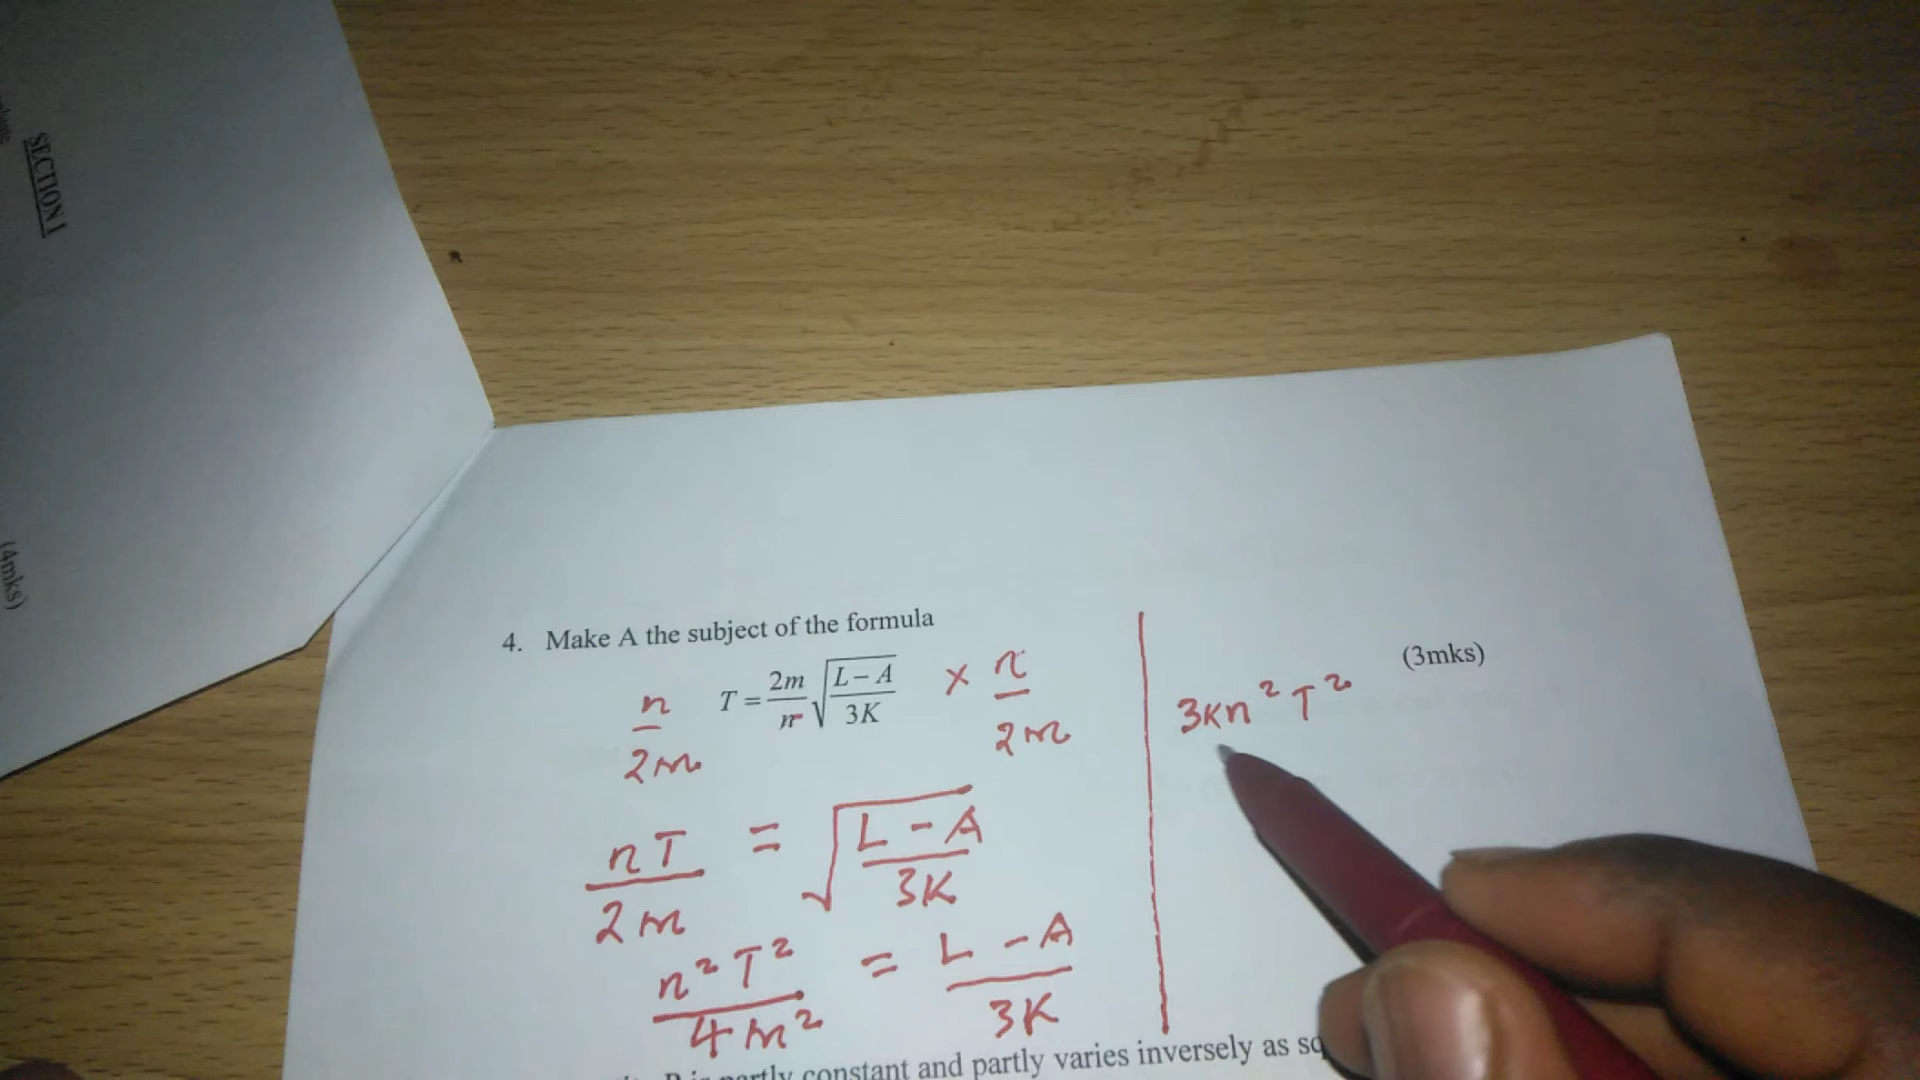 SECTION I
(4mks)
4. Make A the subject of the formula
(3mks)
T = 2m/n √(L – A / 3K)
n/2m × n/2m
nT/2m = √(L – A / 3K)
n²T²/4m² = L – A / 3K
3Kn²T²
partly constant and partly varies inversely as